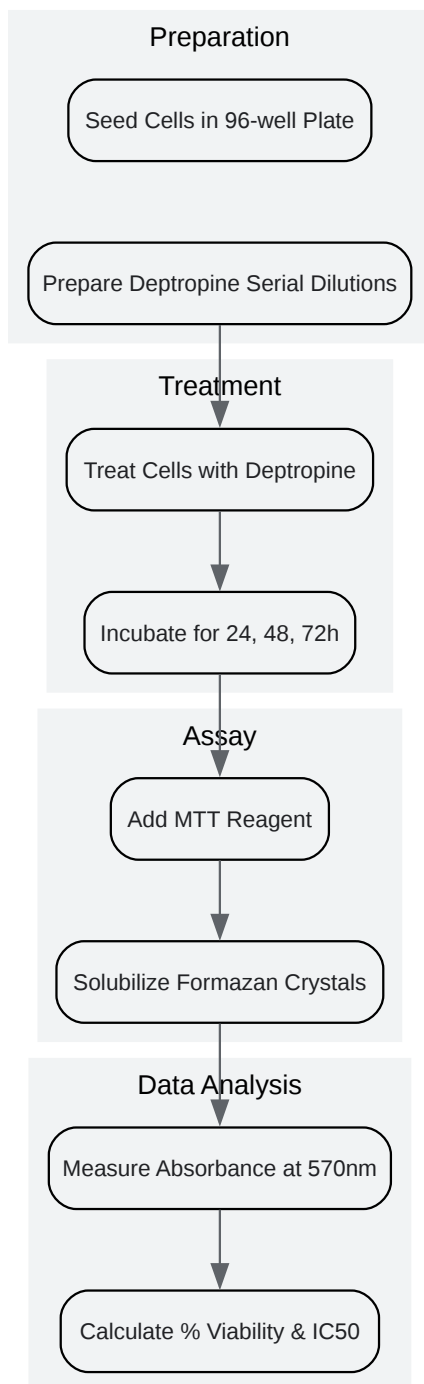 Preparation
Seed Cells in 96-well Plate
Prepare Deptropine Serial Dilutions
Treatment
Treat Cells with Deptropine
Incubate for 24, 48, 72h
Assay
Add MTT Reagent
Solubilize Formazan Crystals
Data Analysis
Measure Absorbance at 570nm
Calculate % Viability & IC50